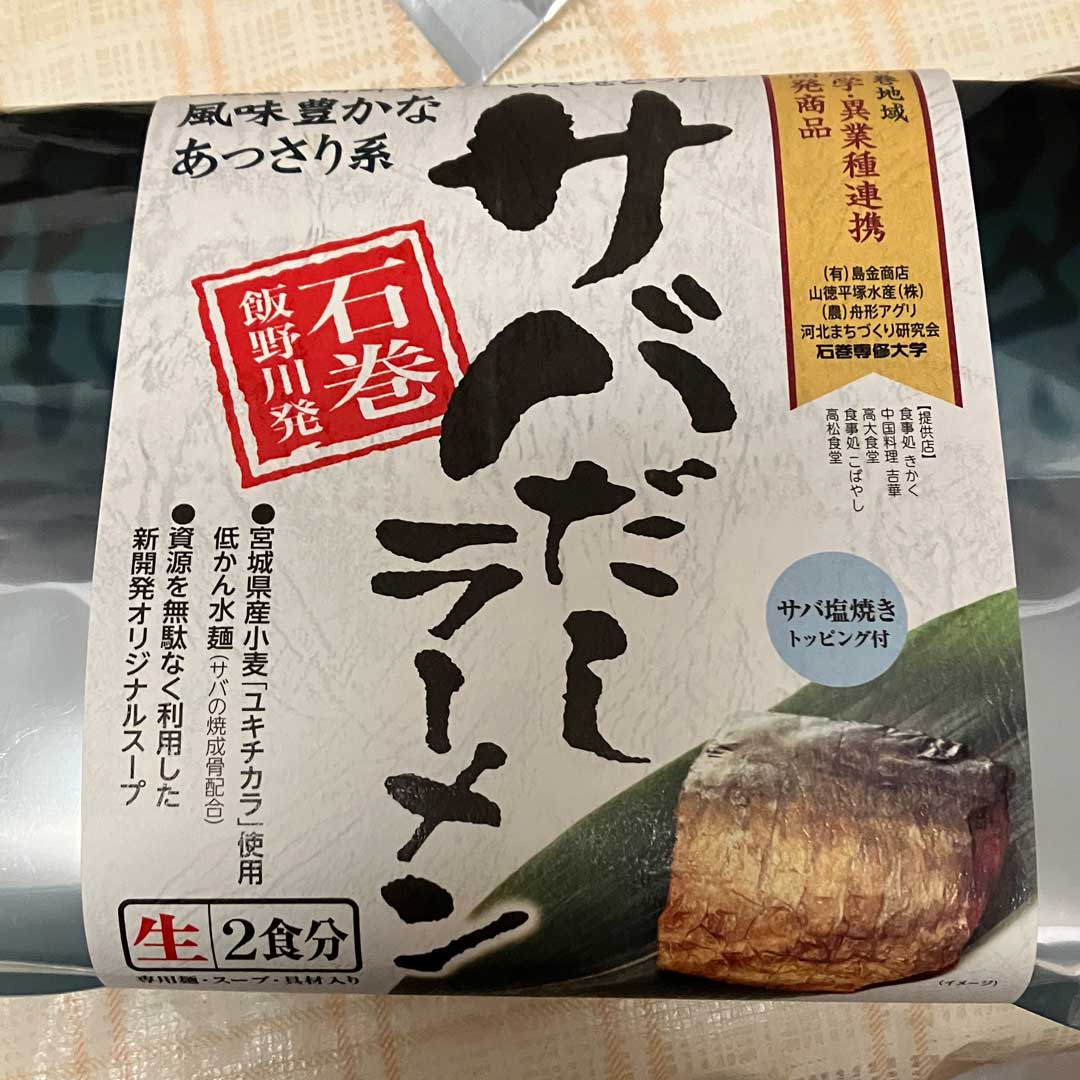 風味豊かな
あっさり系
サバだし
ラーメン
石巻
飯野川発
巻地域
学・異業種連携
開発商品
(有)島金商店
山徳平塚水産(株)
(農)舟形アグリ
河北まちづくり研究会
石巻専修大学
【提供店】
食事処 きかく
中国料理 吉華
高大食堂
食事処 こばやし
高松食堂
サバ塩焼き
トッピング付
●宮城県産小麦「ユキチカラ」使用
低かん水麺(サバの焼成骨配合)
●資源を無駄なく利用した
新開発オリジナルスープ
生 2食分
専用麺・スープ・具材入り
(イメージ)